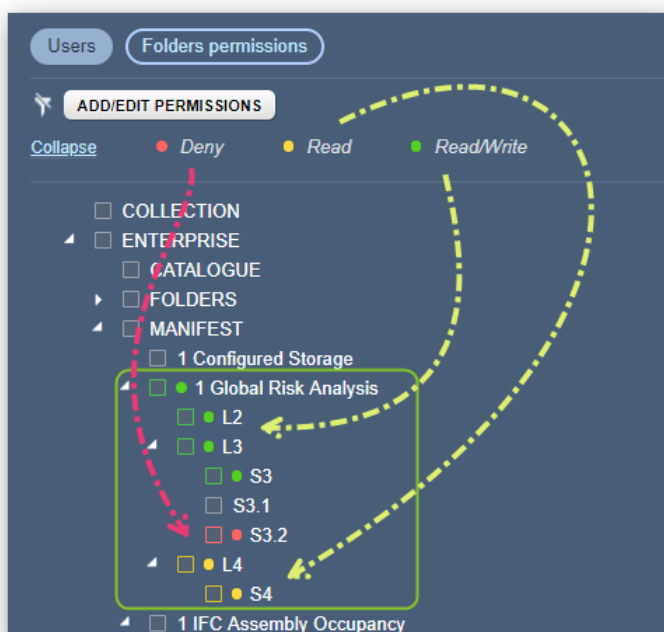 Users Folders permissions
ADD/EDIT PERMISSIONS
Collapse Deny Read Read/Write
COLLECTION
ENTERPRISE
CATALOGUE
FOLDERS
MANIFEST
1 Configured Storage
1 Global Risk Analysis
L2
L3
S3
S3.1
S3.2
L4
S4
1 IFC Assembly Occupancy